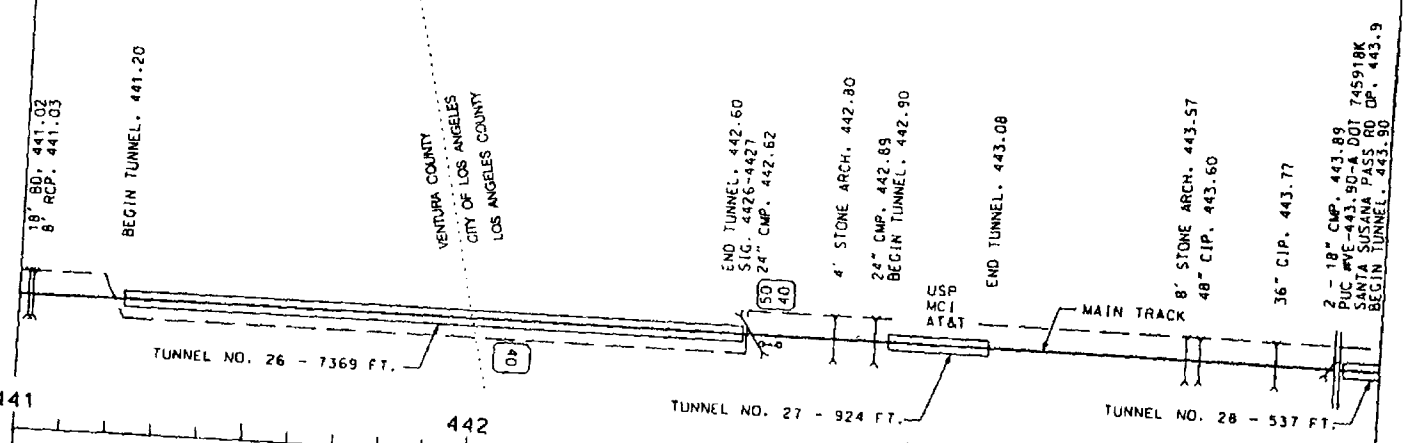 18' BD. 441.02
8' RCP. 441.03
BEGIN TUNNEL. 441.20
VENTURA COUNTY
CITY OF LOS ANGELES
LOS ANGELES COUNTY
END TUNNEL. 442.60
SIG. 4426-4427
24" CMP. 442.62
4' STONE ARCH. 442.80
24" CMP. 442.89
BEGIN TUNNEL. 442.90
END TUNNEL. 443.08
8' STONE ARCH. 443.57
48" CIP. 443.60
36" CIP. 443.77
2 - 18" CMP. 443.89
PUC #VE-443.90-A DOT 745918K
SANTA SUSANA PASS RD OP. 443.9
BEGIN TUNNEL. 443.90
50
40
USP
MCI
AT&T
MAIN TRACK
TUNNEL NO. 26 - 7369 FT.
40
TUNNEL NO. 27 - 924 FT.
TUNNEL NO. 28 - 537 FT.
441
442